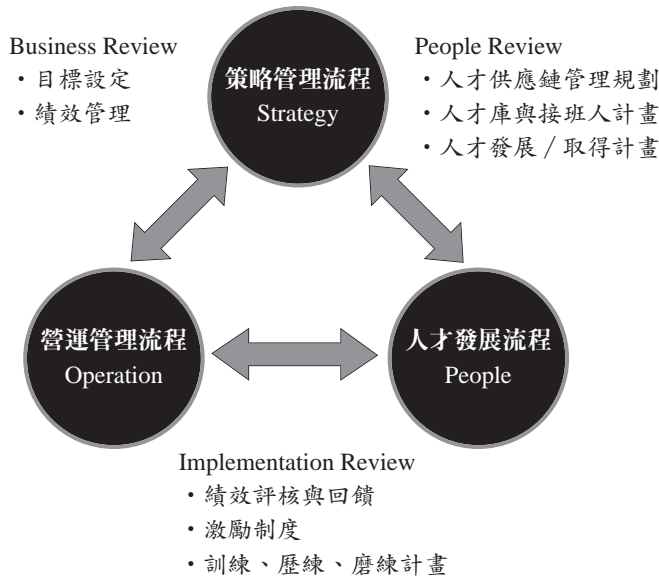 Business Review
・目標設定
・績效管理
策略管理流程
Strategy
People Review
・人才供應鏈管理規劃
・人才庫與接班人計畫
・人才發展／取得計畫
營運管理流程
Operation
人才發展流程
People
Implementation Review
・績效評核與回饋
・激勵制度
・訓練、歷練、磨練計畫